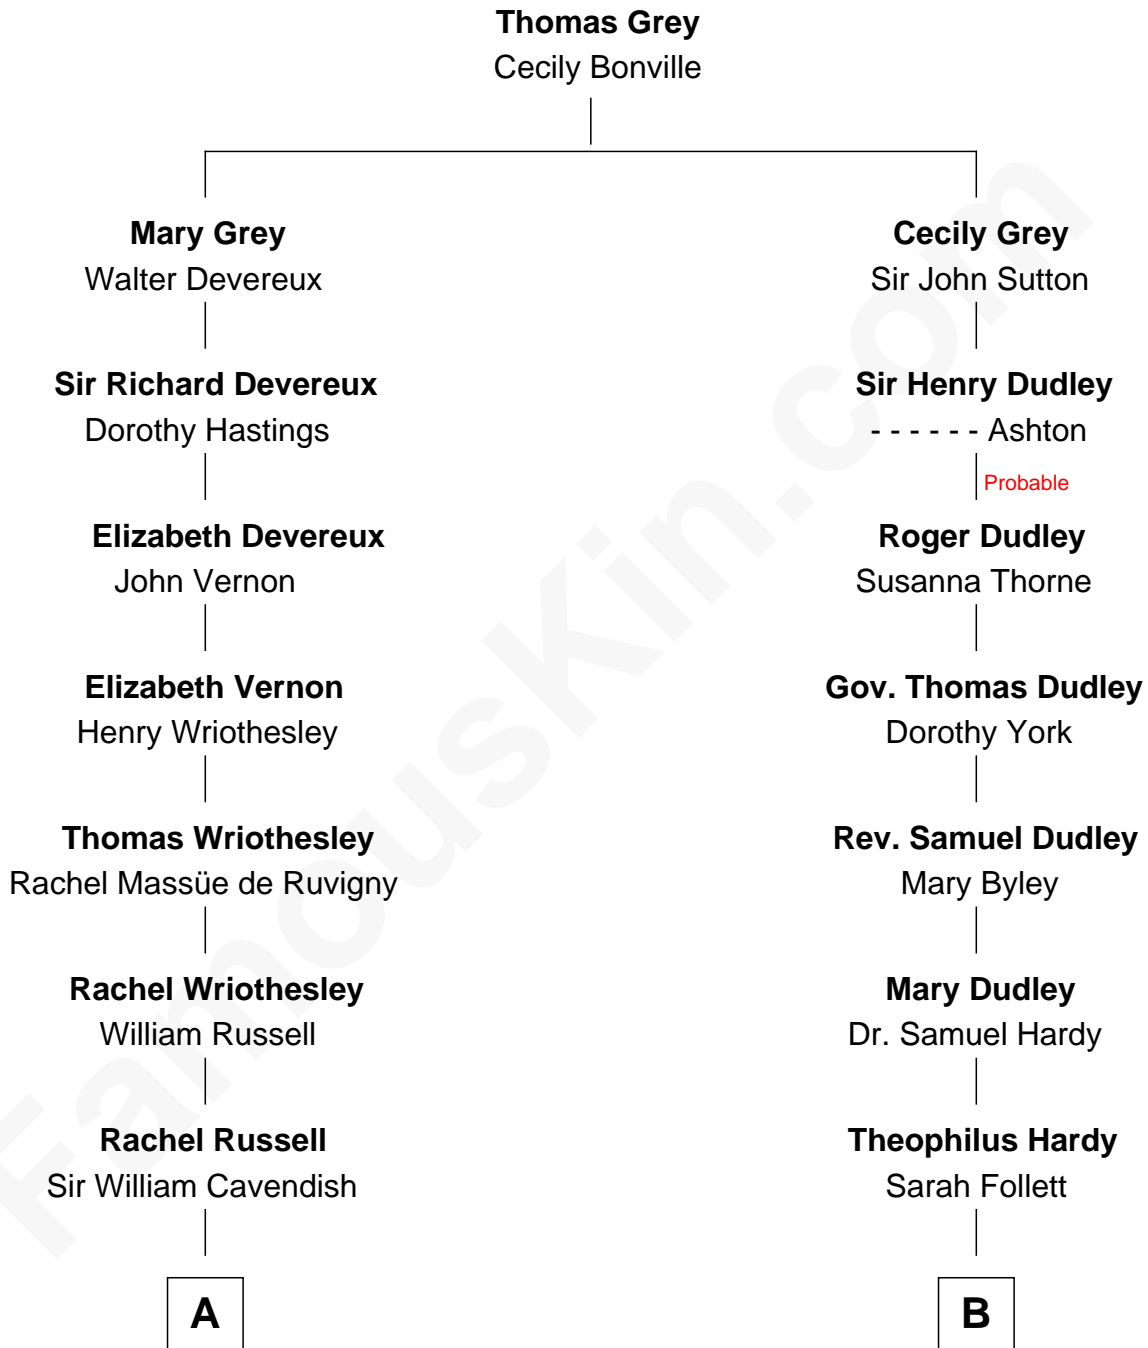 Thomas Grey
Cecily Bonville
Mary Grey
Walter Devereux
Cecily Grey
Sir John Sutton
Sir Richard Devereux
Dorothy Hastings
Sir Henry Dudley
- - - - - - Ashton
Probable
Elizabeth Devereux
John Vernon
Roger Dudley
Susanna Thorne
Elizabeth Vernon
Henry Wriothesley
Gov. Thomas Dudley
Dorothy York
Thomas Wriothesley
Rachel Massüe de Ruvigny
Rev. Samuel Dudley
Mary Byley
Rachel Wriothesley
William Russell
Mary Dudley
Dr. Samuel Hardy
Rachel Russell
Sir William Cavendish
Theophilus Hardy
Sarah Follett
A
B
FamousKin.com